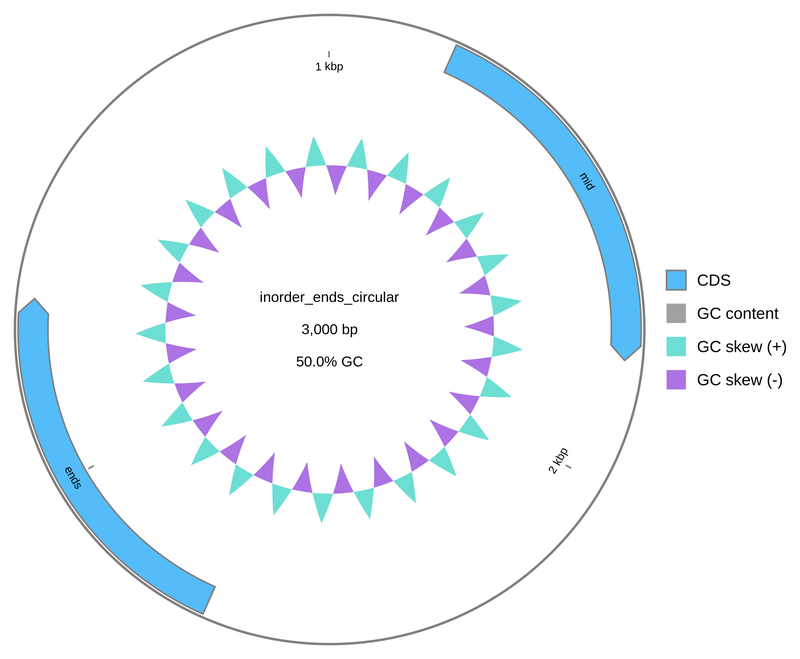 1 kbp
mid
inorder_ends_circular
3,000 bp
50.0% GC
2 kbp
ends
CDS
GC content
GC skew (+)
GC skew (-)